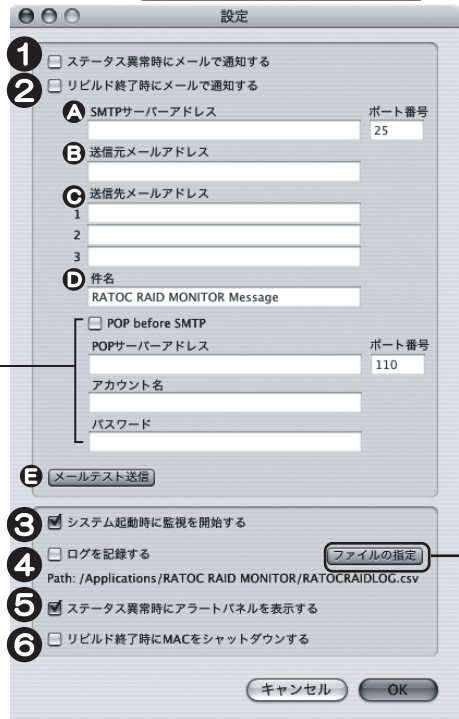 設定
1 ステータス異常時にメールで通知する
2 リビルド終了時にメールで通知する
A SMTPサーバーアドレス ポート番号
25
B 送信元メールアドレス
C 送信先メールアドレス
1
2
3
D 件名
RATOC RAID MONITOR Message
POP before SMTP
POPサーバーアドレス ポート番号
110
アカウント名
パスワード
E メールテスト送信
3 システム起動時に監視を開始する
4 ログを記録する ファイルの指定
Path: /Applications/RATOC RAID MONITOR/RATOCRAIDLOG.csv
5 ステータス異常時にアラートパネルを表示する
6 リビルド終了時にMACをシャットダウンする
キャンセル OK